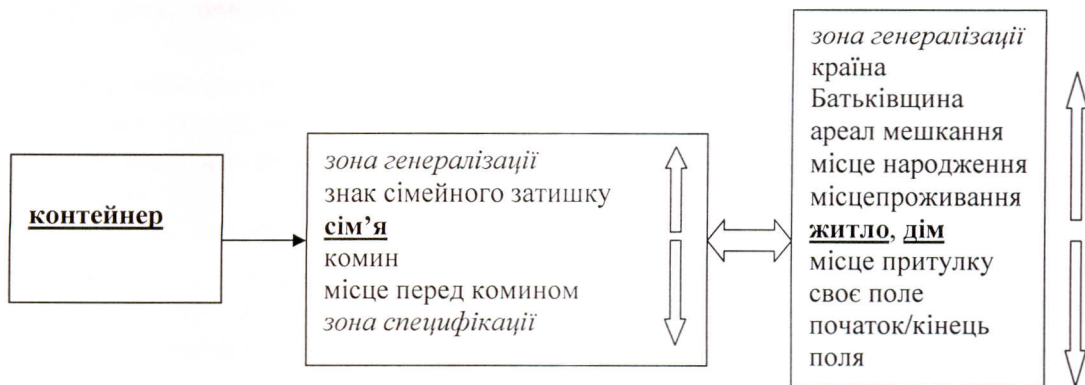 контейнер
зона генералізації
знак сімейного затишку
сім’я
комин
місце перед комином
зона специфікації
зона генералізації
країна
Батьківщина
ареал мешкання
місце народження
місцепроживання
житло, дім
місце притулку
своє поле
початок/кінець
поля